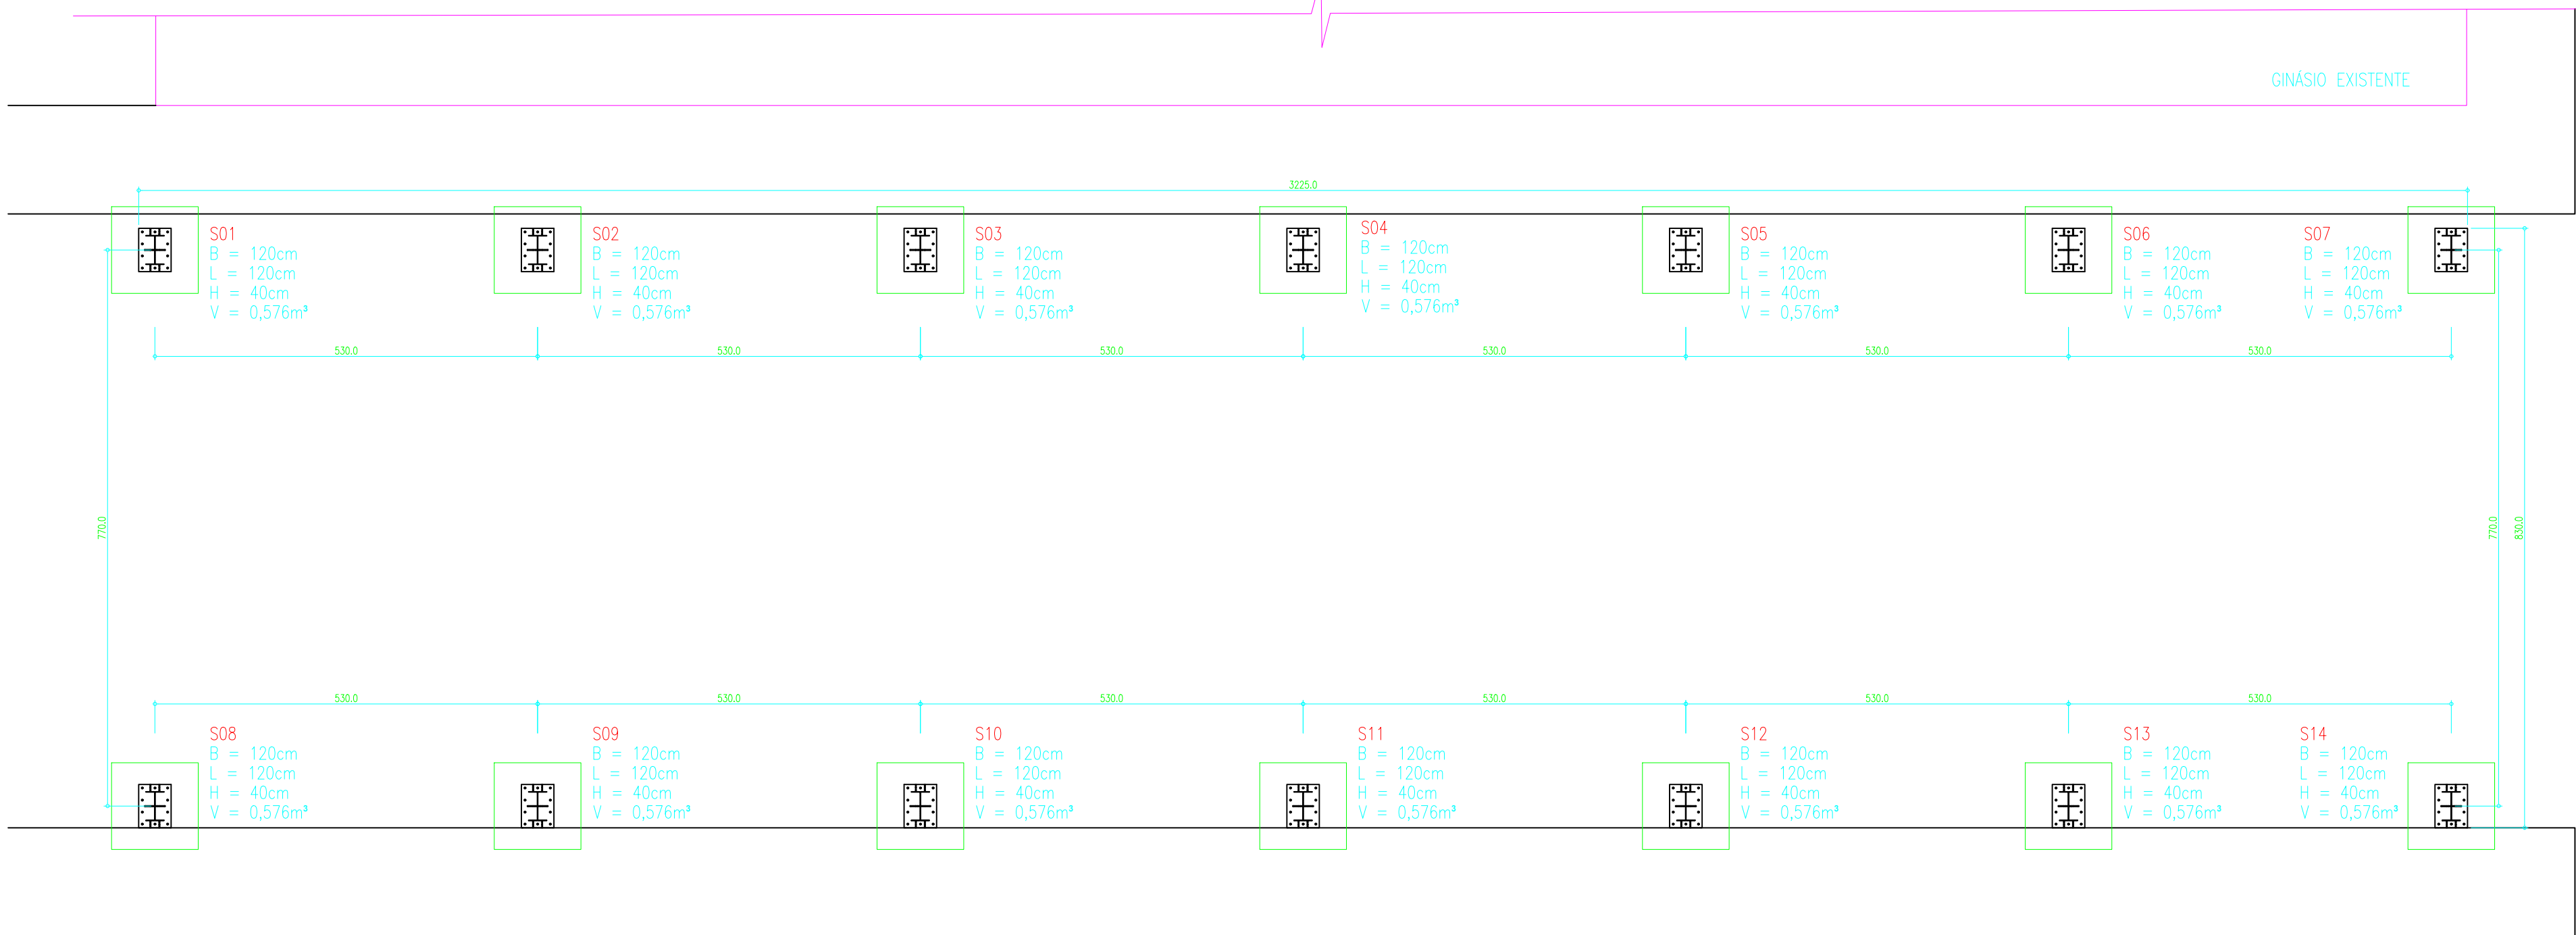 GINÁSIO EXISTENTE
3225.0
S01
B = 120cm
L = 120cm
H = 40cm
V = 0,576m³
S02
B = 120cm
L = 120cm
H = 40cm
V = 0,576m³
S03
B = 120cm
L = 120cm
H = 40cm
V = 0,576m³
S04
B = 120cm
L = 120cm
H = 40cm
V = 0,576m³
S05
B = 120cm
L = 120cm
H = 40cm
V = 0,576m³
S06
B = 120cm
L = 120cm
H = 40cm
V = 0,576m³
S07
B = 120cm
L = 120cm
H = 40cm
V = 0,576m³
530.0
530.0
530.0
530.0
530.0
530.0
770.0
770.0
830.0
530.0
530.0
530.0
530.0
530.0
530.0
S08
B = 120cm
L = 120cm
H = 40cm
V = 0,576m³
S09
B = 120cm
L = 120cm
H = 40cm
V = 0,576m³
S10
B = 120cm
L = 120cm
H = 40cm
V = 0,576m³
S11
B = 120cm
L = 120cm
H = 40cm
V = 0,576m³
S12
B = 120cm
L = 120cm
H = 40cm
V = 0,576m³
S13
B = 120cm
L = 120cm
H = 40cm
V = 0,576m³
S14
B = 120cm
L = 120cm
H = 40cm
V = 0,576m³